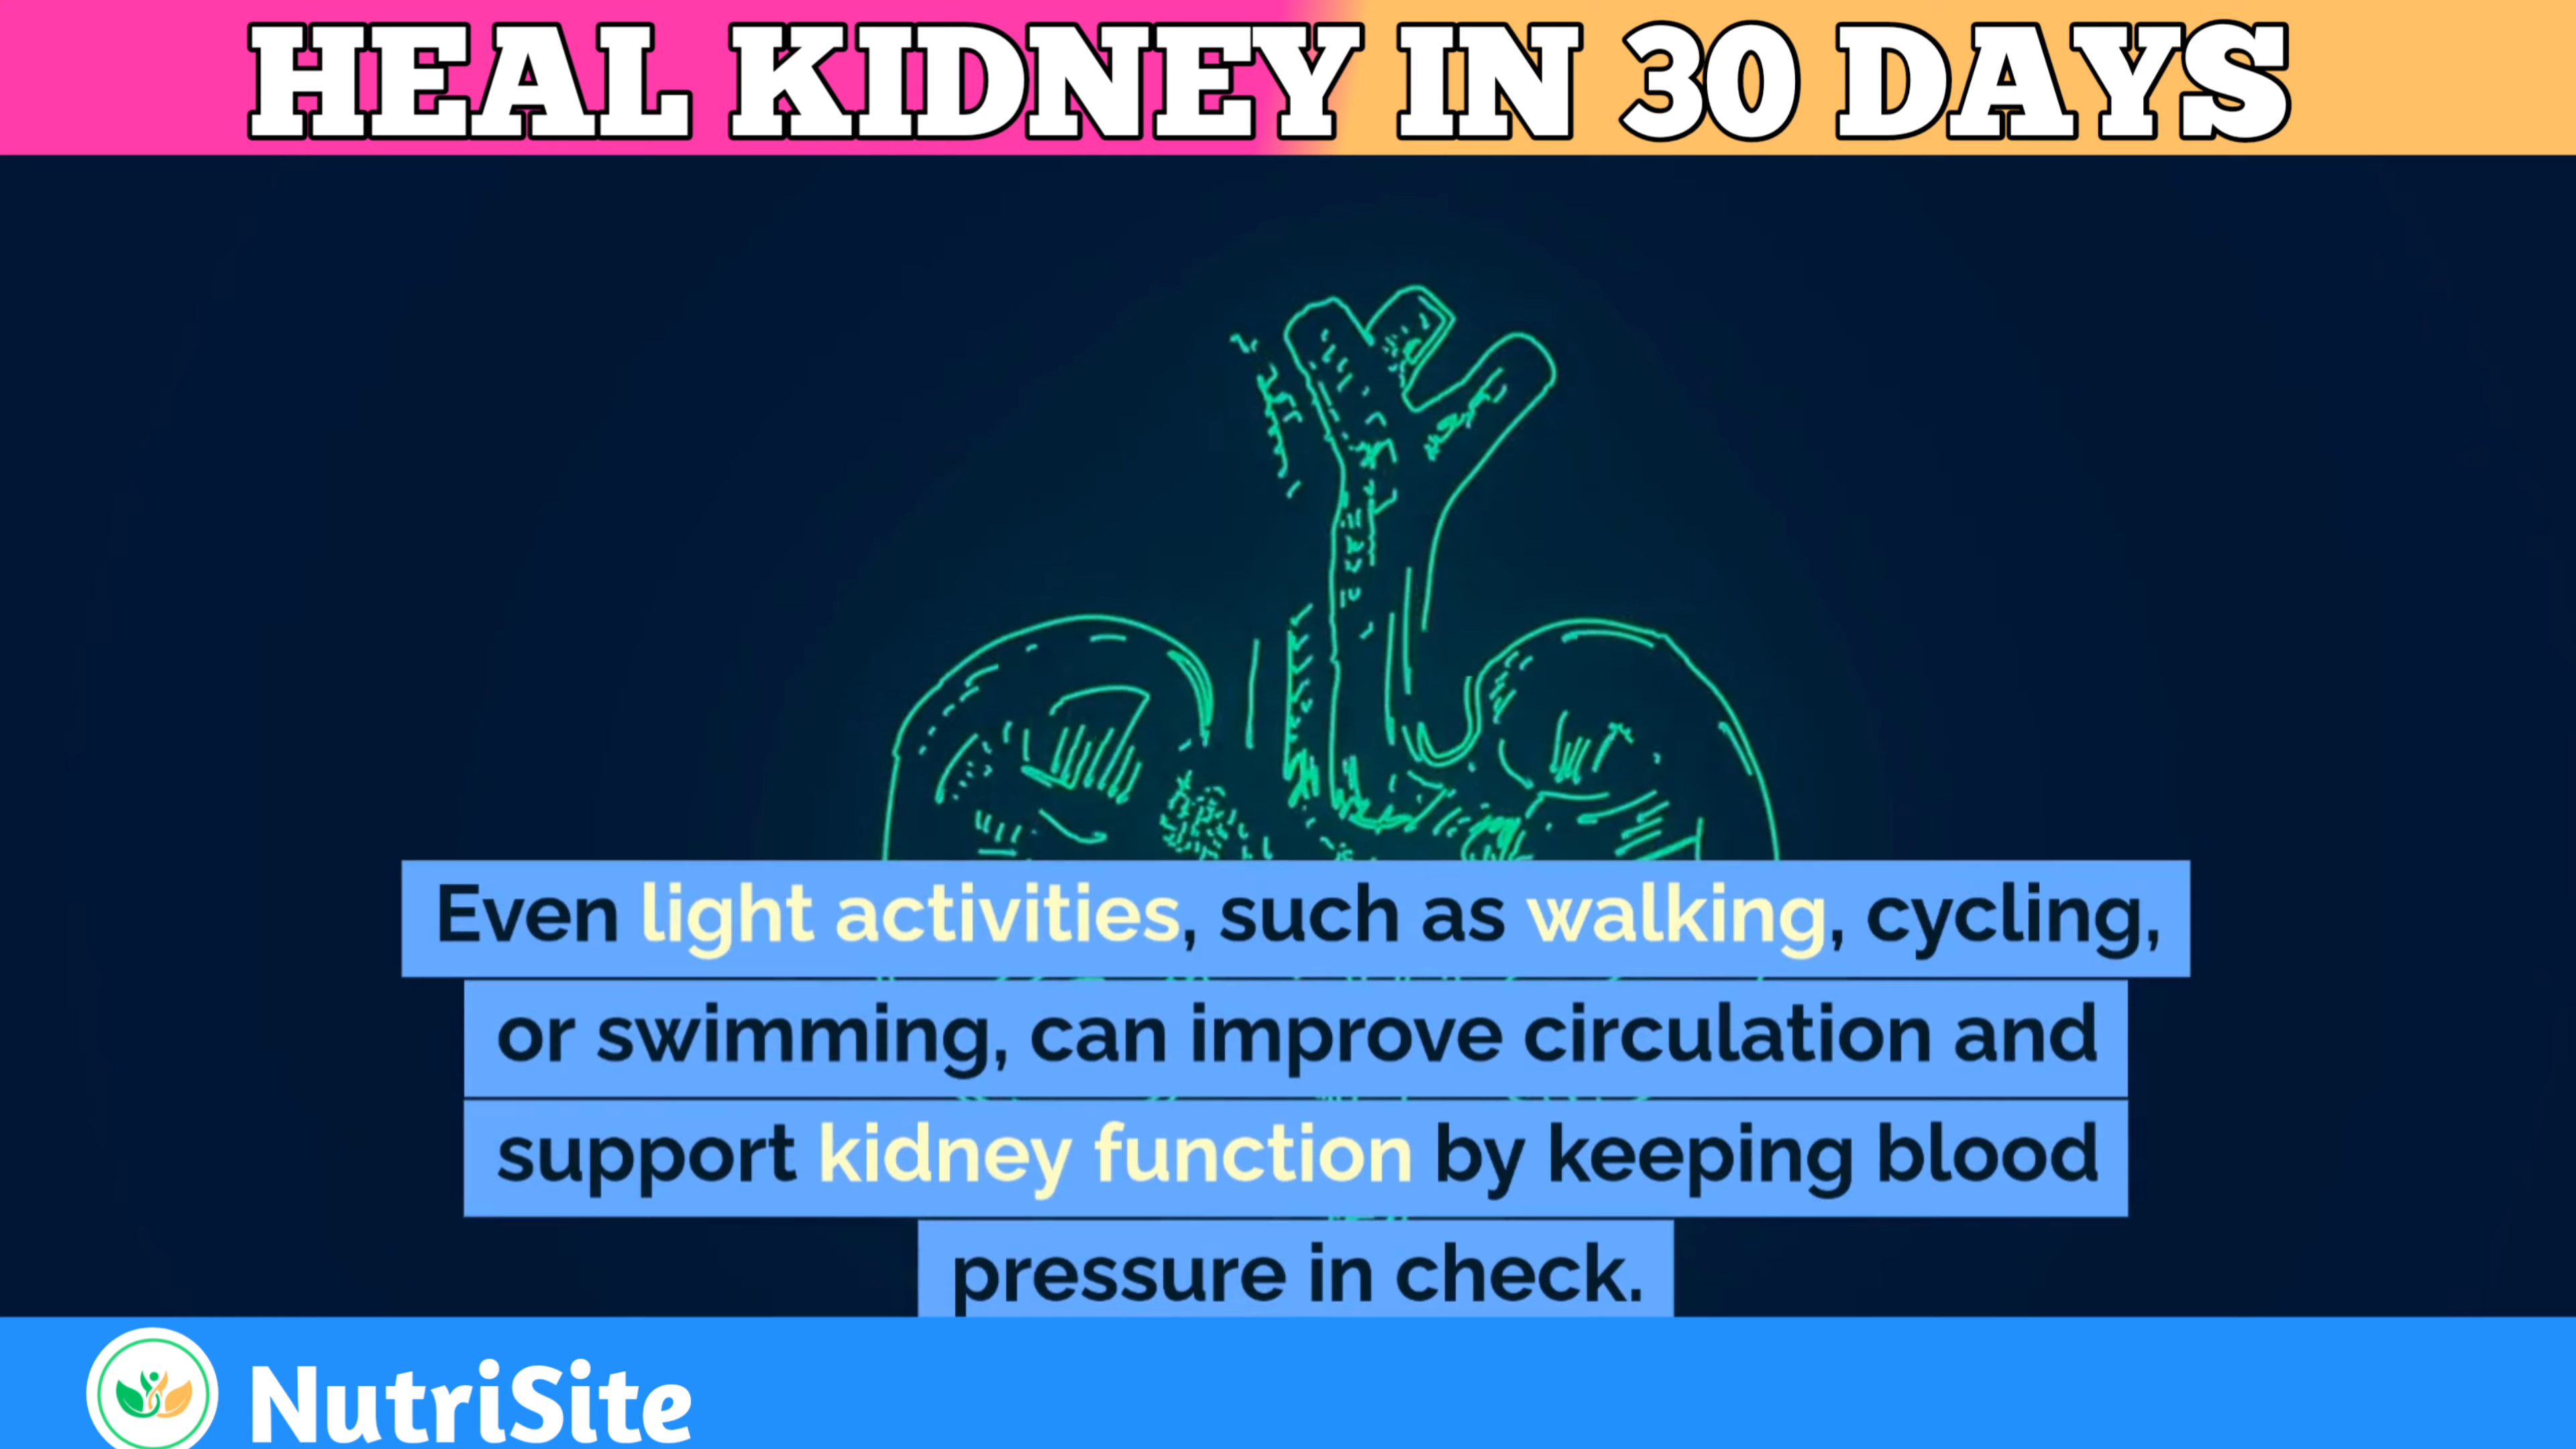 HEAL KIDNEY IN 30 DAYS
Even light activities, such as walking, cycling,
or swimming, can improve circulation and
support kidney function by keeping blood
pressure in check.
NutriSite